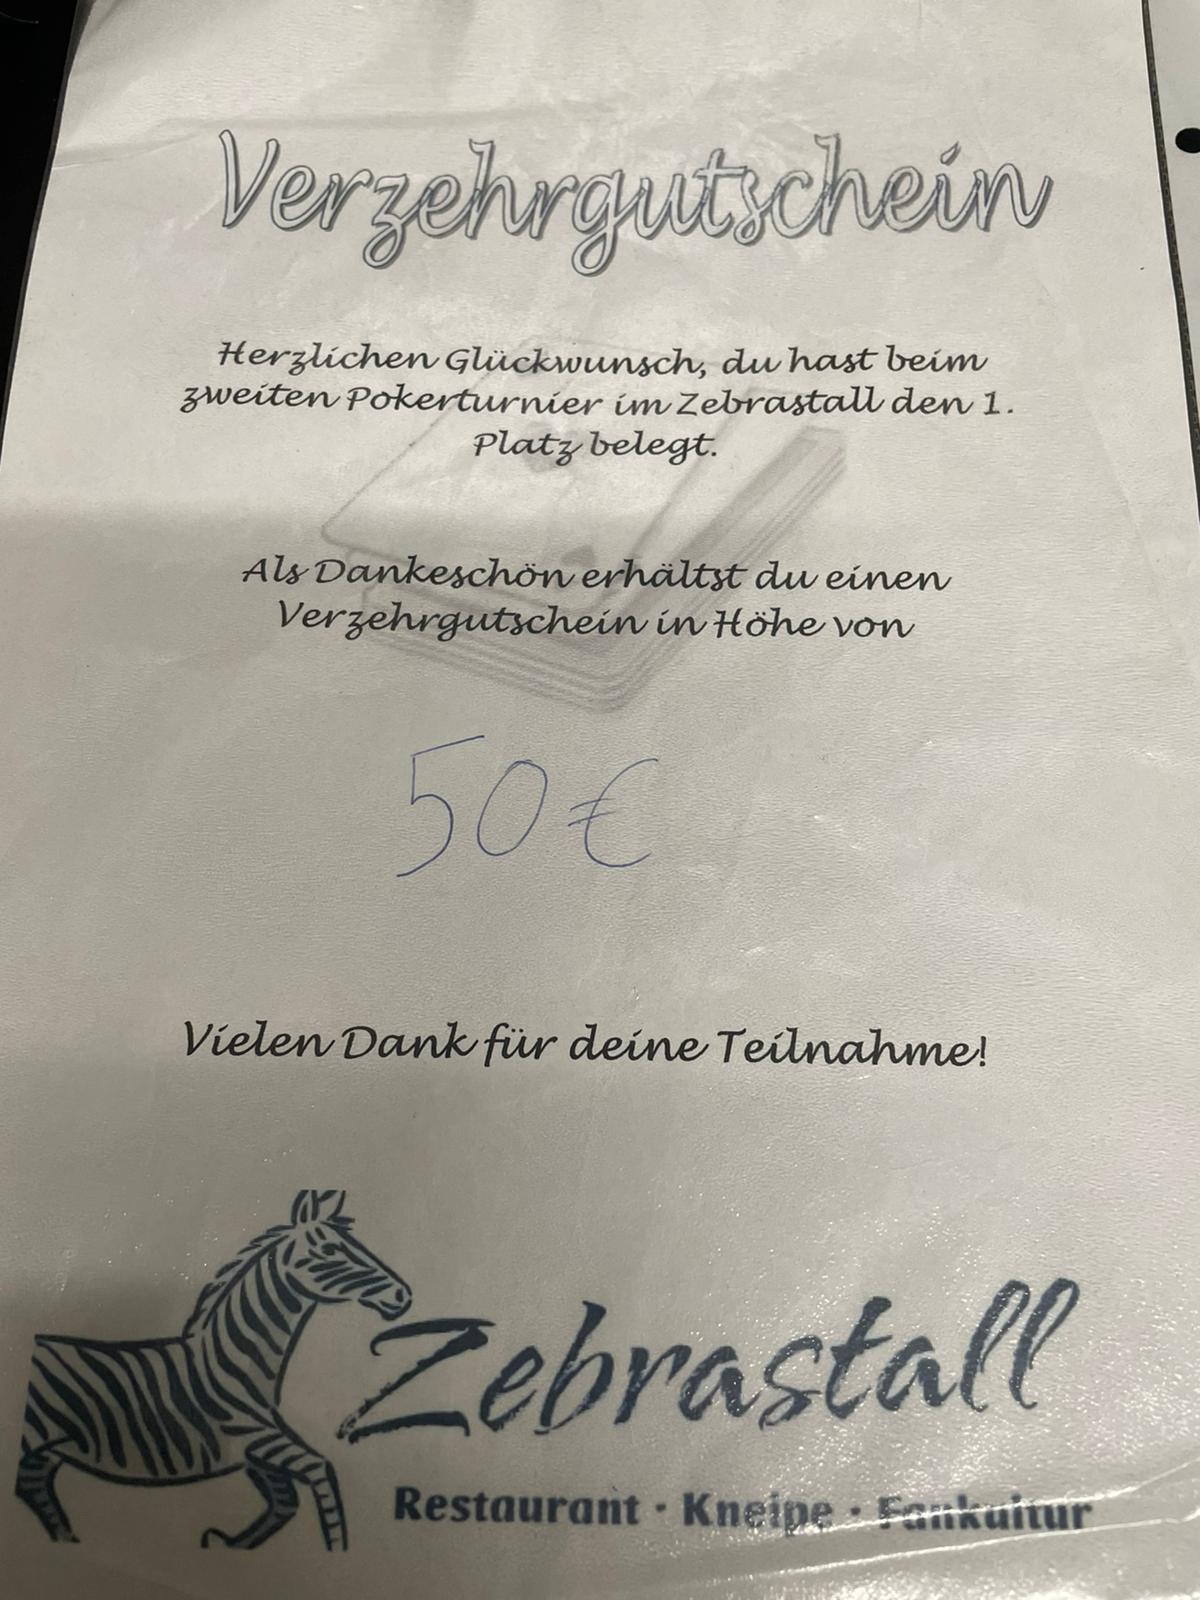 Verzehrgutschein
Herzlichen Glückwunsch, du hast beim
zweiten Pokerturnier im Zebrastall den 1.
Platz belegt.
Als Dankeschön erhältst du einen
Verzehrgutschein in Höhe von
50€
Vielen Dank für deine Teilnahme!
Zebrastall
Restaurant · Kneipe · Fankultur